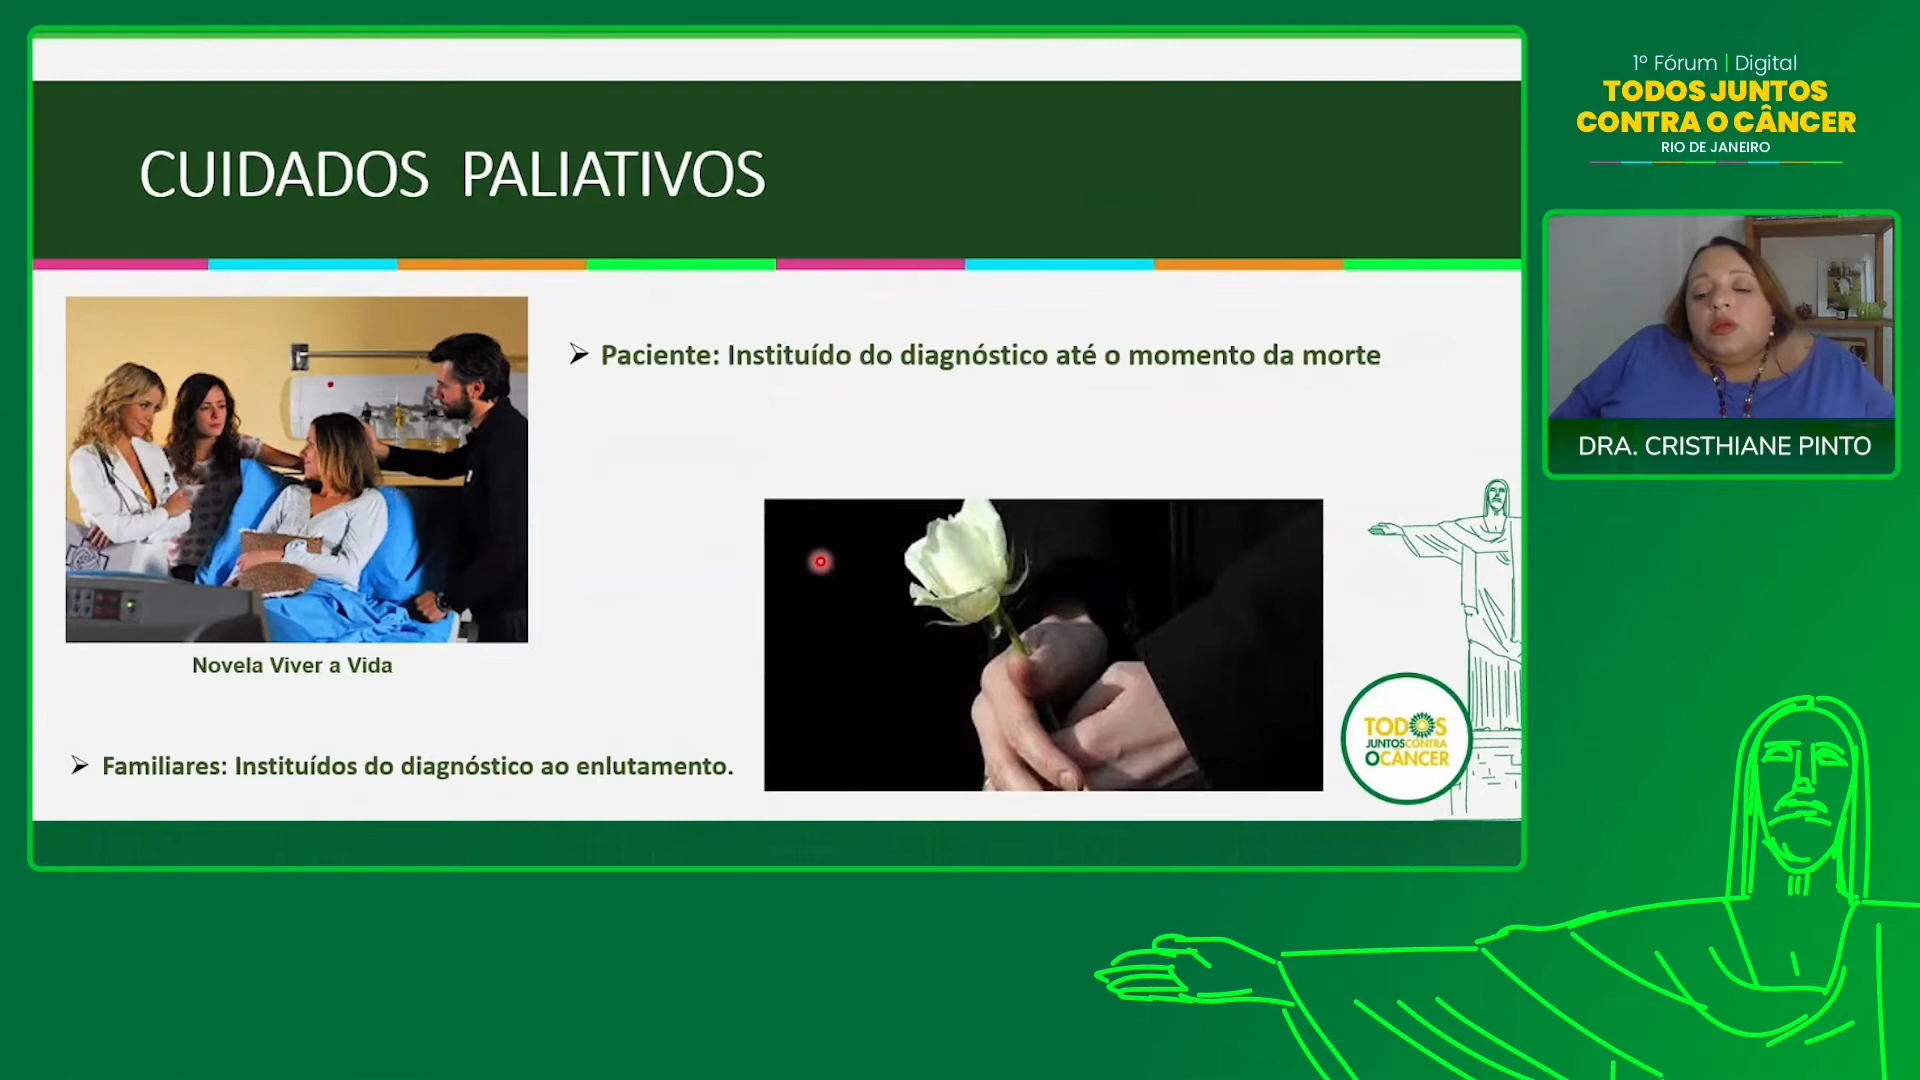 CUIDADOS PALIATIVOS
Paciente: Instituído do diagnóstico até o momento da morte
Novela Viver a Vida
Familiares: Instituídos do diagnóstico ao enlutamento.
TODOS
JUNTOS CONTRA
O CÂNCER
1º Fórum | Digital
TODOS JUNTOS
CONTRA O CÂNCER
RIO DE JANEIRO
DRA. CRISTHIANE PINTO